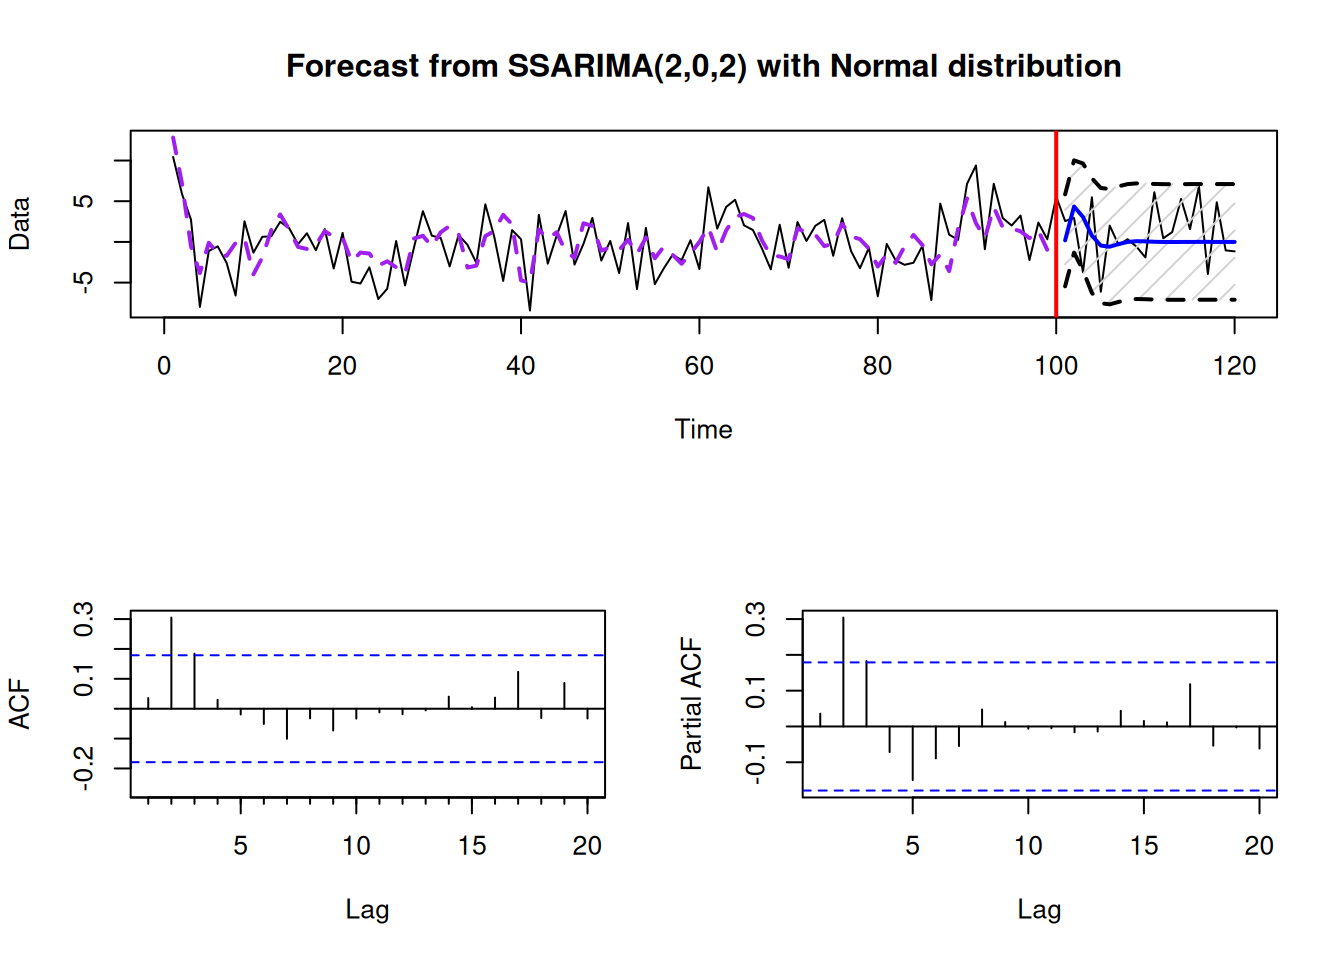 Forecast from SSARIMA(2,0,2) with Normal distribution
Data
5
-5
0 20 40 60 80 100 120
Time
ACF
0.3
0.1
-0.2
5 10 15 20
Lag
Partial ACF
0.3
0.1
-0.1
5 10 15 20
Lag